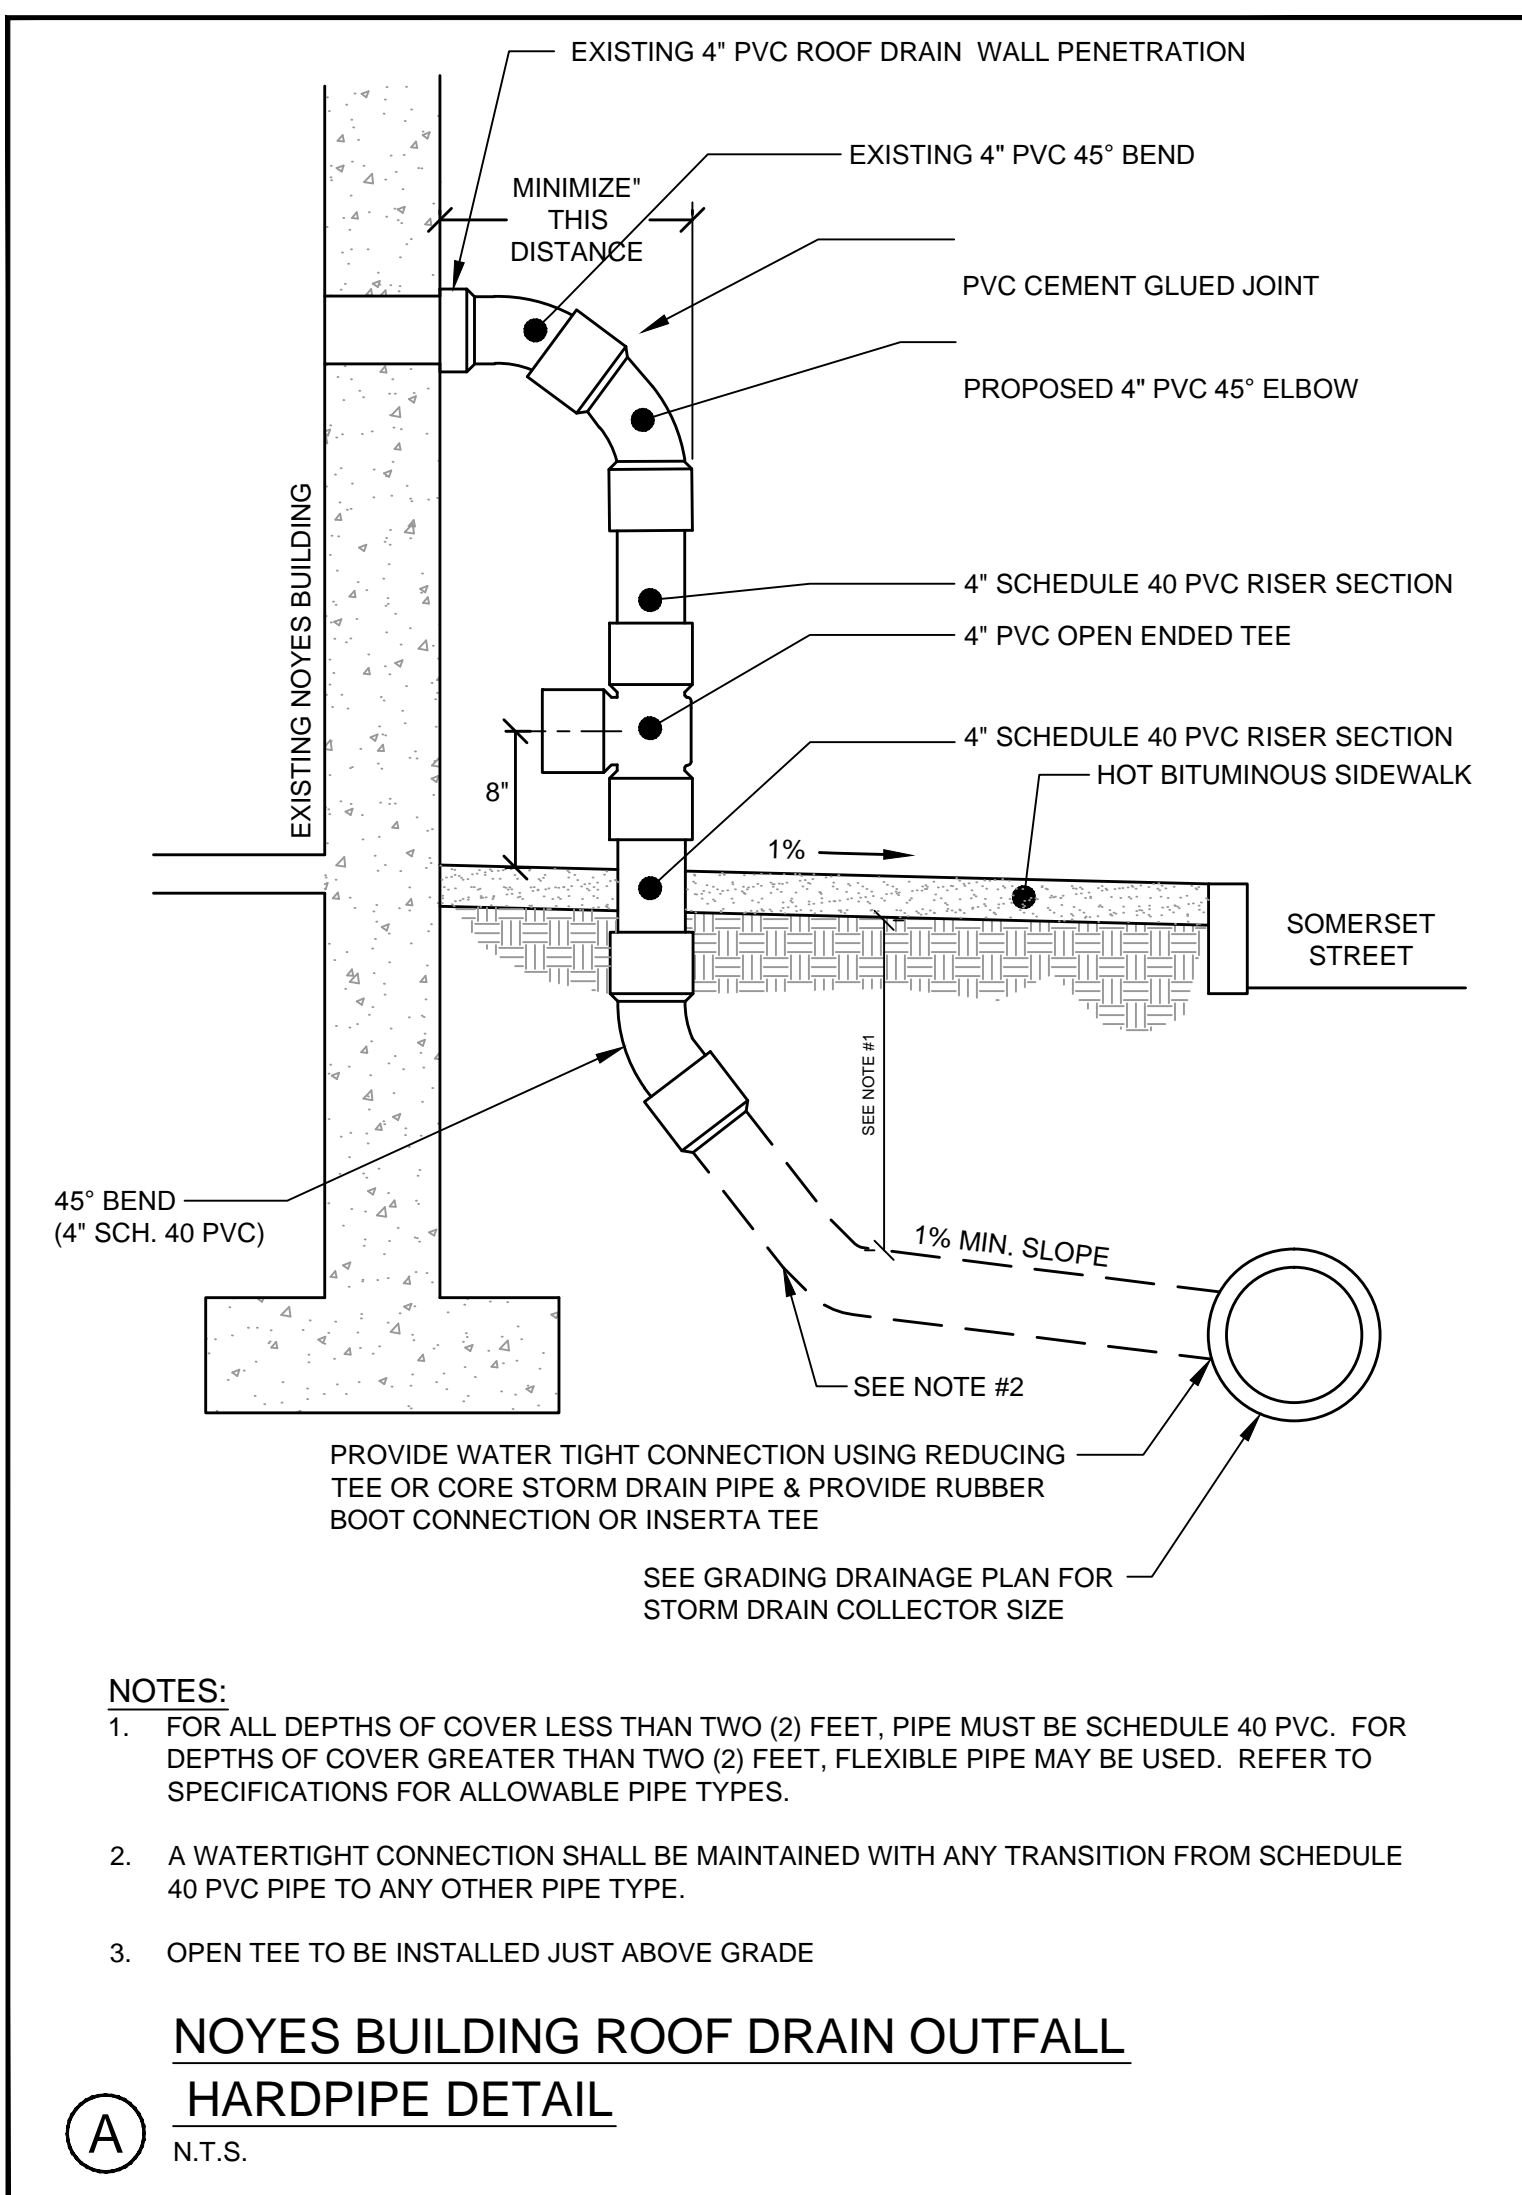 EXISTING 4" PVC ROOF DRAIN WALL PENETRATION
EXISTING 4" PVC 45° BEND
MINIMIZE"
THIS
DISTANCE
PVC CEMENT GLUED JOINT
PROPOSED 4" PVC 45° ELBOW
EXISTING NOYES BUILDING
4" SCHEDULE 40 PVC RISER SECTION
4" PVC OPEN ENDED TEE
4" SCHEDULE 40 PVC RISER SECTION
HOT BITUMINOUS SIDEWALK
8"
1%
SOMERSET
STREET
SEE NOTE #1
45° BEND
(4" SCH. 40 PVC)
1% MIN. SLOPE
SEE NOTE #2
PROVIDE WATER TIGHT CONNECTION USING REDUCING
TEE OR CORE STORM DRAIN PIPE & PROVIDE RUBBER
BOOT CONNECTION OR INSERTA TEE
SEE GRADING DRAINAGE PLAN FOR
STORM DRAIN COLLECTOR SIZE
NOTES:
1. FOR ALL DEPTHS OF COVER LESS THAN TWO (2) FEET, PIPE MUST BE SCHEDULE 40 PVC. FOR
DEPTHS OF COVER GREATER THAN TWO (2) FEET, FLEXIBLE PIPE MAY BE USED. REFER TO
SPECIFICATIONS FOR ALLOWABLE PIPE TYPES.
2. A WATERTIGHT CONNECTION SHALL BE MAINTAINED WITH ANY TRANSITION FROM SCHEDULE
40 PVC PIPE TO ANY OTHER PIPE TYPE.
3. OPEN TEE TO BE INSTALLED JUST ABOVE GRADE
NOYES BUILDING ROOF DRAIN OUTFALL
HARDPIPE DETAIL
A
N.T.S.